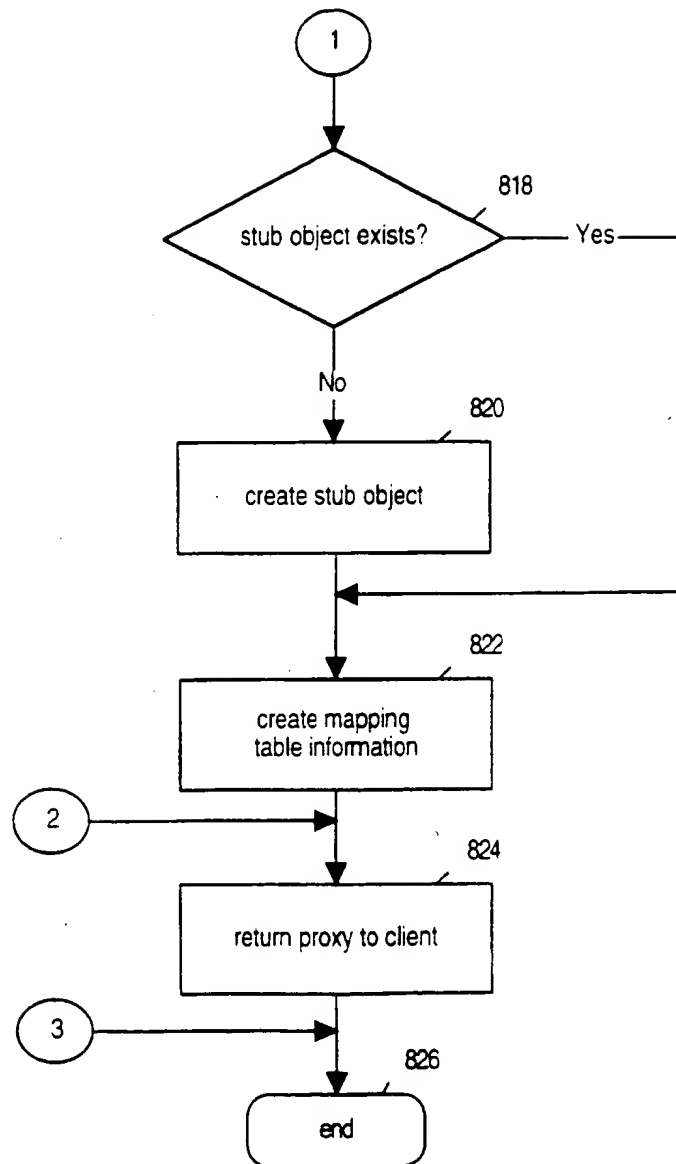 1
818
stub object exists?
Yes
No
820
create stub object
822
create mapping
table information
2
824
return proxy to client
3
826
end